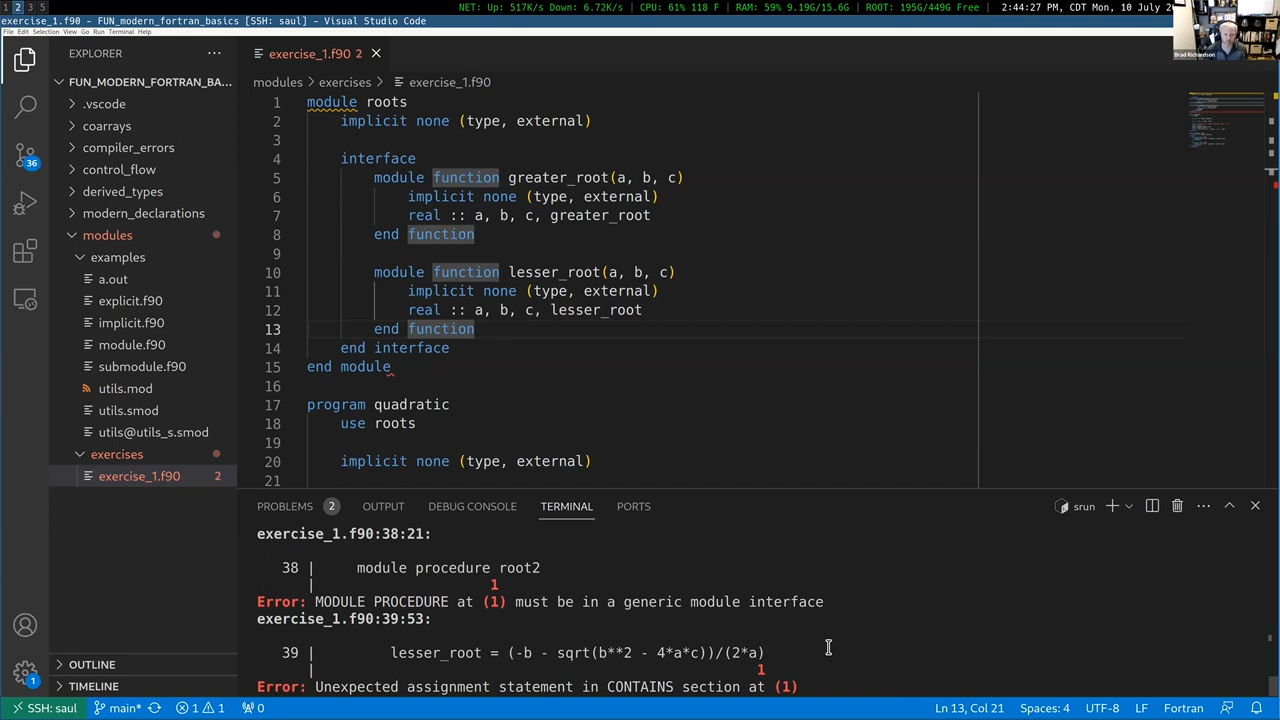 1 2 3 5
NET: Up: 517K/s Down: 6.72K/s | CPU: 61% 118 F | RAM: 59% 9.19G/15.6G | ROOT: 195G/449G Free | 2:44:27 PM, CDT Mon, 10 July 20
exercise_1.f90 - FUN_modern_fortran_basics [SSH: saul] - Visual Studio Code
File Edit Selection View Go Run Terminal Help
Brad Richardson
EXPLORER
exercise_1.f90 2
FUN_MODERN_FORTRAN_BA...
modules > exercises > exercise_1.f90
.vscode
coarrays
compiler_errors
control_flow
derived_types
modern_declarations
modules
examples
a.out
explicit.f90
implicit.f90
module.f90
submodule.f90
utils.mod
utils.smod
utils@utils_s.smod
exercises
exercise_1.f90 2
OUTLINE
TIMELINE
36
1
1 module roots
2 implicit none (type, external)
3
4 interface
5 module function greater_root(a, b, c)
6 implicit none (type, external)
7 real :: a, b, c, greater_root
8 end function
9
10 module function lesser_root(a, b, c)
11 implicit none (type, external)
12 real :: a, b, c, lesser_root
13 end function
14 end interface
15 end module
16
17 program quadratic
18 use roots
19
20 implicit none (type, external)
21
PROBLEMS 2 OUTPUT DEBUG CONSOLE TERMINAL PORTS
srun
exercise_1.f90:38:21:
38 | module procedure root2
| 1
Error: MODULE PROCEDURE at (1) must be in a generic module interface
exercise_1.f90:39:53:
39 | lesser_root = (-b - sqrt(b**2 - 4*a*c))/(2*a)
| 1
Error: Unexpected assignment statement in CONTAINS section at (1)
SSH: saul main* 1 1 0
Ln 13, Col 21 Spaces: 4 UTF-8 LF Fortran